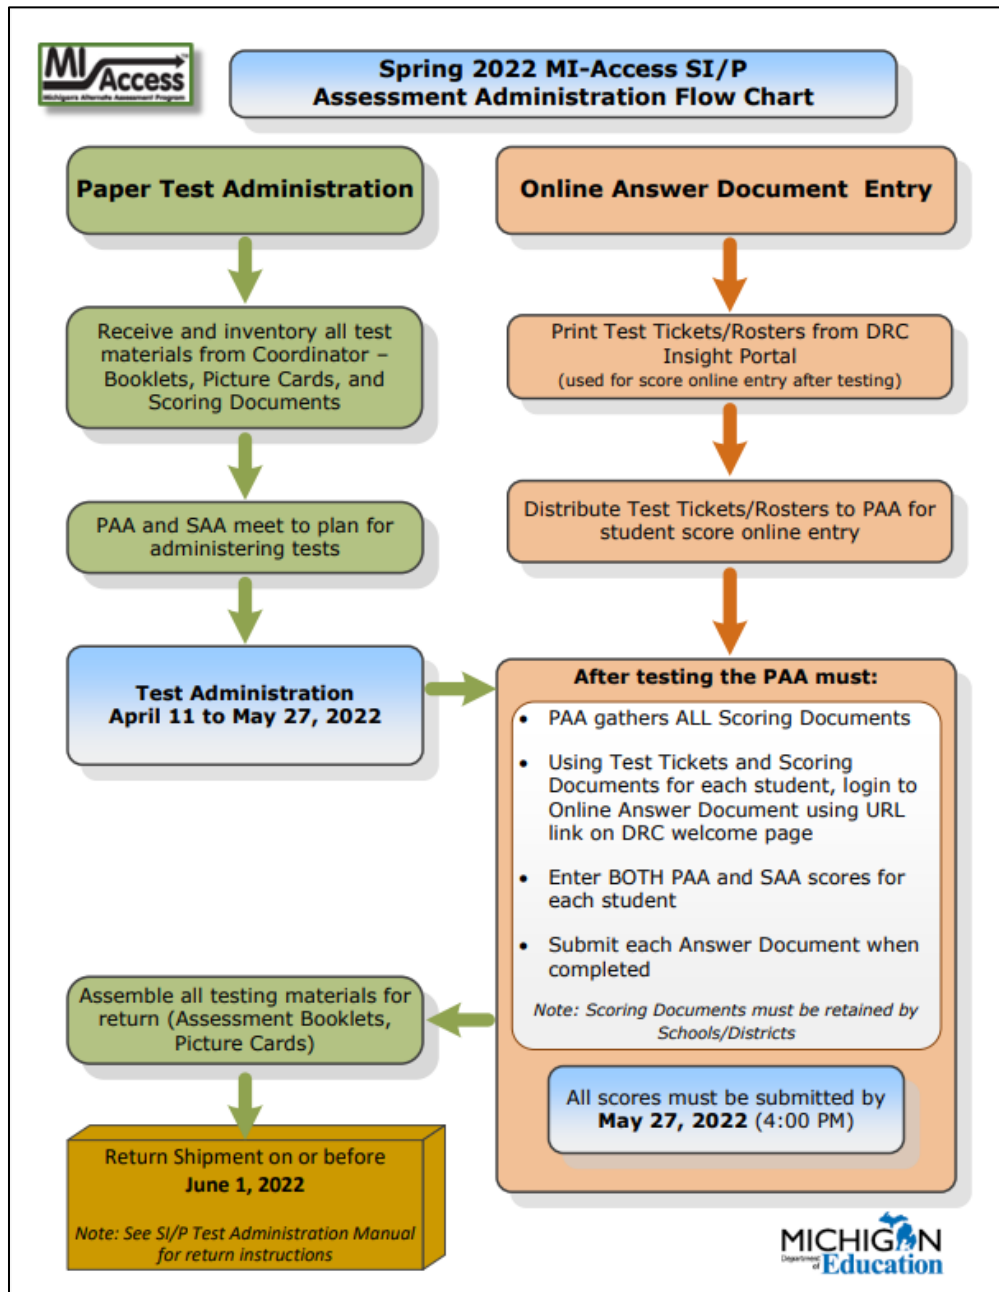 MI
Access™
Michigan's Alternate Assessment Program
Spring 2022 MI-Access SI/P
Assessment Administration Flow Chart
Paper Test Administration
Receive and inventory all test
materials from Coordinator –
Booklets, Picture Cards, and
Scoring Documents
PAA and SAA meet to plan for
administering tests
Test Administration
April 11 to May 27, 2022
Online Answer Document Entry
Print Test Tickets/Rosters from DRC
Insight Portal
(used for score online entry after testing)
Distribute Test Tickets/Rosters to PAA for
student score online entry
After testing the PAA must:
• PAA gathers ALL Scoring Documents
• Using Test Tickets and Scoring
Documents for each student, login to
Online Answer Document using URL
link on DRC welcome page
• Enter BOTH PAA and SAA scores for
each student
• Submit each Answer Document when
completed
Note: Scoring Documents must be retained by
Schools/Districts
All scores must be submitted by
May 27, 2022 (4:00 PM)
Assemble all testing materials for
return (Assessment Booklets,
Picture Cards)
Return Shipment on or before
June 1, 2022
Note: See SI/P Test Administration Manual
for return instructions
MICHIGAN
Department of Education